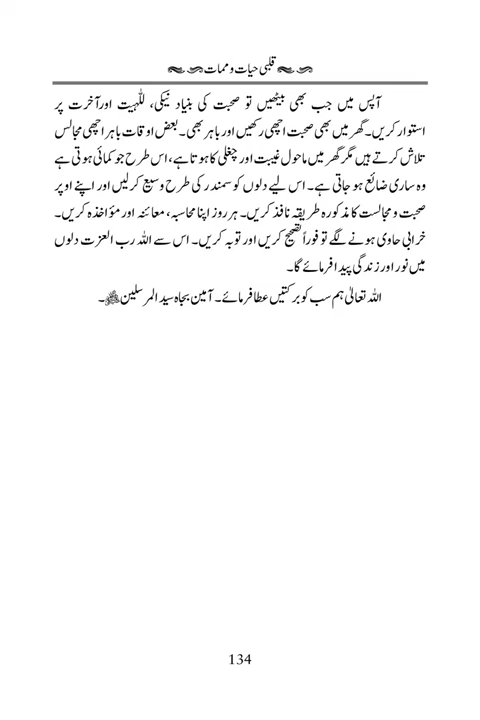 قلبی حیات و ممات
آپس میں جب بھی بیٹھیں تو صحبت کی بنیاد نیکی، للّٰہیت اور آخرت پر
استوار کریں۔ گھر میں بھی صحبت اچھی رکھیں اور باہر بھی۔ بعض اوقات باہر اچھی مجالس
تلاش کرتے ہیں مگر گھر میں ماحول غیبت اور چغلی کا ہوتا ہے، اس طرح جو کمائی ہوتی ہے
وہ ساری ضائع ہو جاتی ہے۔ اس لیے دلوں کو سمندر کی طرح وسیع کرلیں اور اپنے اوپر
صحبت و مجالست کا مذکورہ طریقہ نافذ کریں۔ ہر روز اپنا محاسبہ، معائنہ اور مؤاخذہ کریں۔
خرابی حاوی ہونے لگے تو فوراً تصحیح کریں اور توبہ کریں۔ اس سے اللہ رب العزت دلوں
میں نور اور زندگی پیدا فرمائے گا۔
اللہ تعالیٰ ہم سب کو برکتیں عطا فرمائے۔ آمین بجاہ سید المرسلین ﷺ۔
134